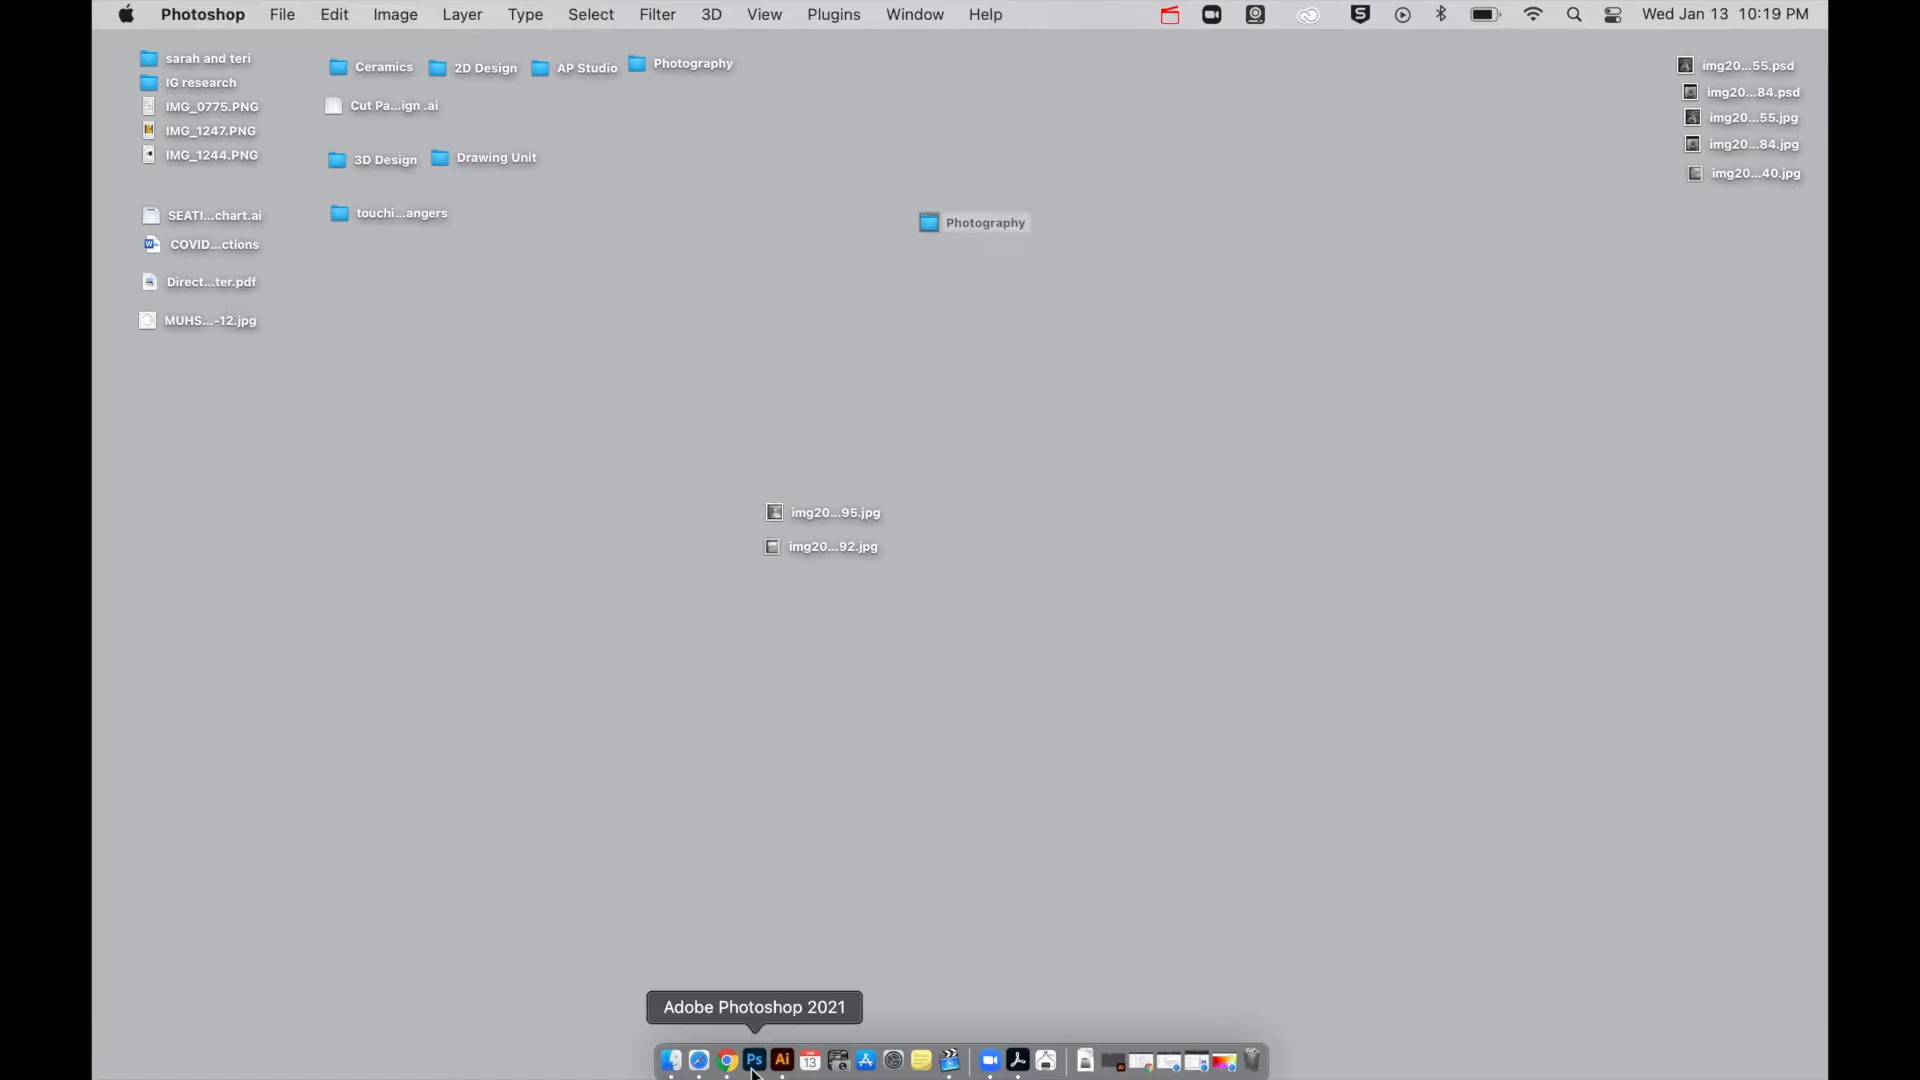 Photoshop File Edit Image Layer Type Select Filter 3D View Plugins Window Help Wed Jan 13 10:19 PM
sarah and teri
IG research
IMG_0775.PNG
IMG_1247.PNG
IMG_1244.PNG
SEATI...chart.ai
COVID...ctions
Direct...ter.pdf
MUHS...-12.jpg
Ceramics 2D Design AP Studio Photography
Cut Pa...ign .ai
3D Design Drawing Unit
touchi...angers
Photography
img20...95.jpg
img20...92.jpg
img20...55.psd
img20...84.psd
img20...55.jpg
img20...84.jpg
img20...40.jpg
Adobe Photoshop 2021
Ps Ai 13